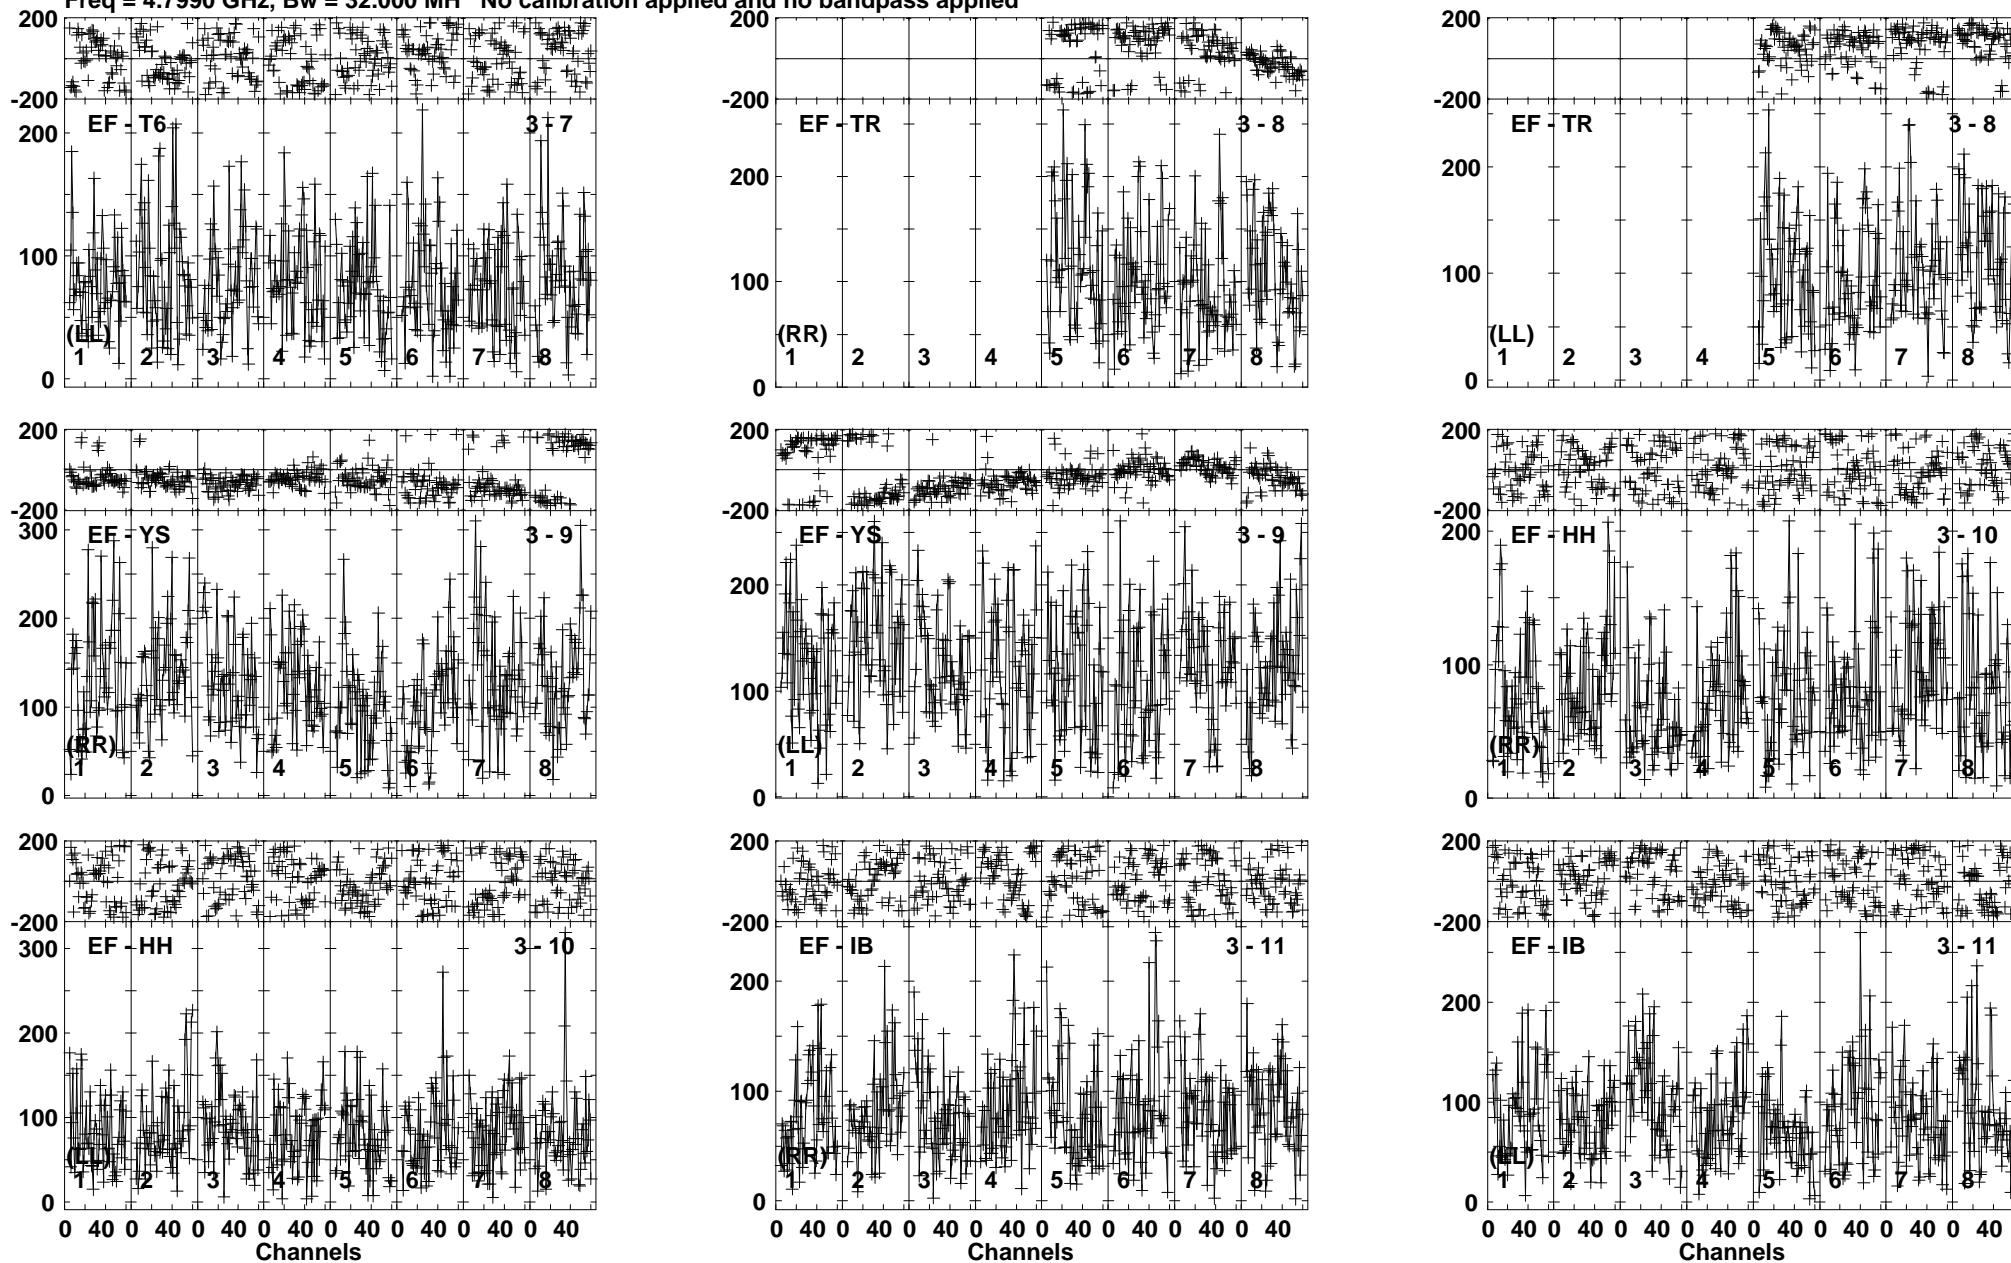 Freq = 4.7990 GHz, Bw = 32.000 MH No calibration applied and no bandpass applied
200 200 200
-200 -200 -200
EF - T6 3 - 7 EF - TR 3 - 8 EF - TR 3 - 8
200
200 200
100 100 100
(LL) (RR) (LL)
1 2 3 4 5 6 7 8 1 2 3 4 5 6 7 8 1 2 3 4 5 6 7 8
0 0 0
200 200 200
-200 -200 -200
300 EF - YS 3 - 9 EF - YS 3 - 9 200 EF - HH 3 - 10
200 200
100 100 100
(RR) (LL) (RR)
1 2 3 4 5 6 7 8 1 2 3 4 5 6 7 8 1 2 3 4 5 6 7 8
0 0 0
200 200 200
-200 -200 -200
300 EF - HH 3 - 10 EF - IB 3 - 11 EF - IB 3 - 11
200 200 200
100 100 100
(LL) (RR) (LL)
1 2 3 4 5 6 7 8 1 2 3 4 5 6 7 8 1 2 3 4 5 6 7 8
0 0 0
0 40 0 40 0 40 0 40 0 40 0 40 0 40 0 40 0 40 0 40 0 40 0 40 0 40 0 40 0 40 0 40 0 40 0 40 0 40 0 40 0 40 0 40 0 40 0 40
Channels Channels Channels